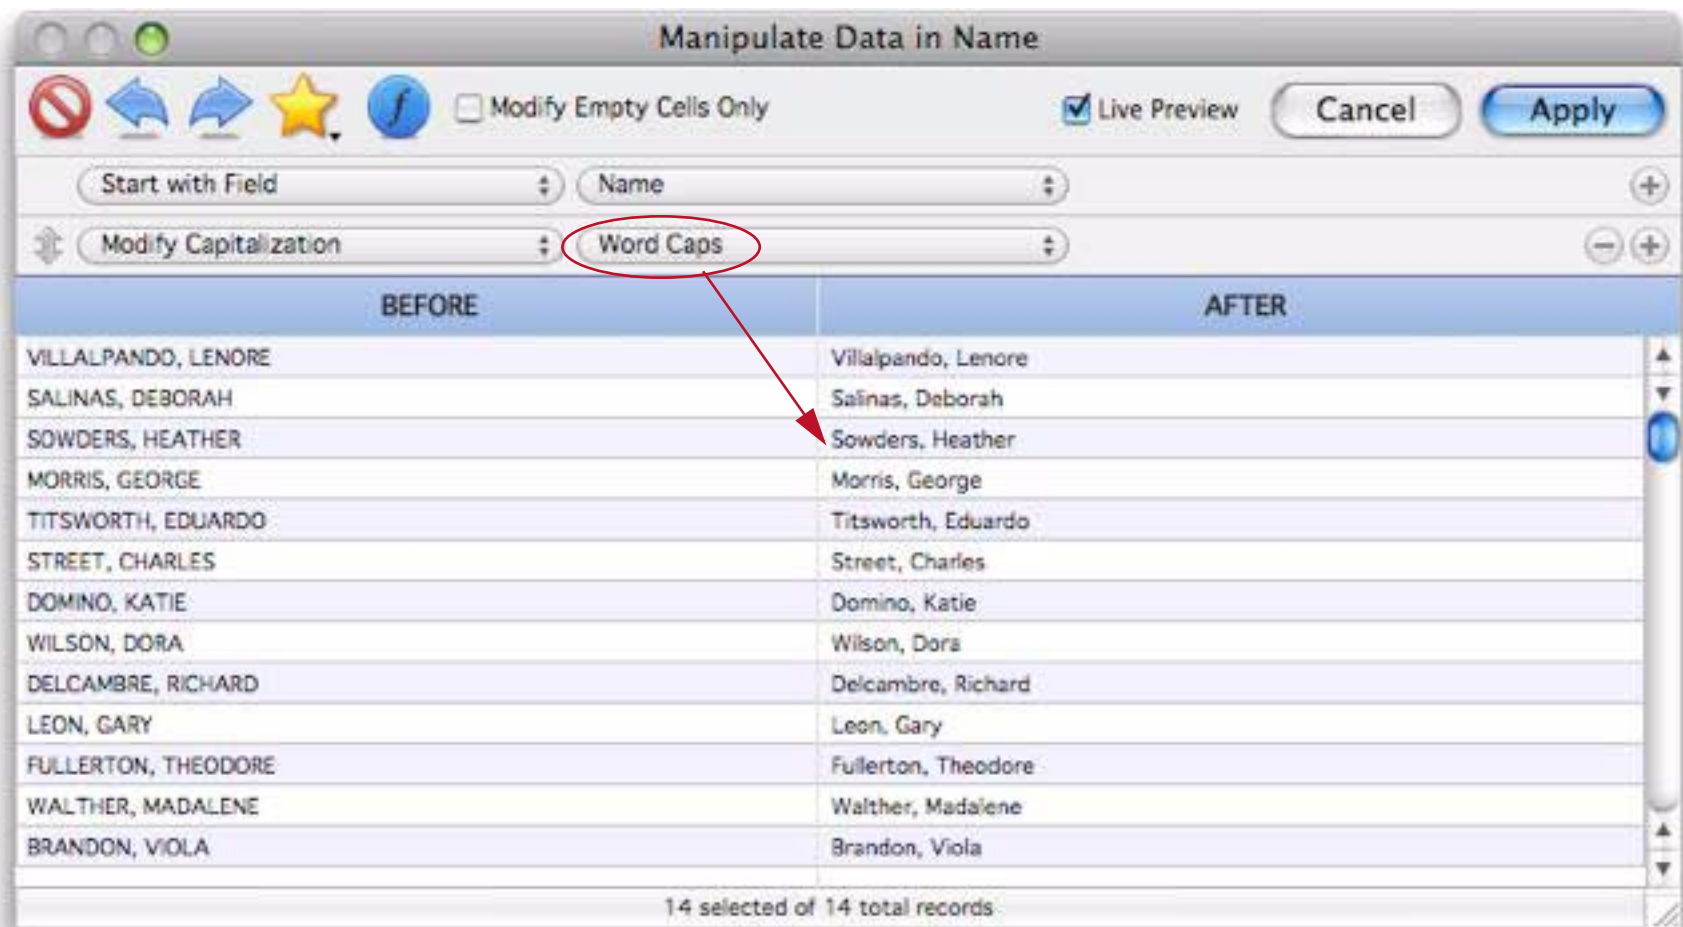 Manipulate Data in Name
f Modify Empty Cells Only Live Preview Cancel Apply
Start with Field Name
Modify Capitalization Word Caps
BEFORE AFTER
VILLALPANDO, LENORE Villalpando, Lenore
SALINAS, DEBORAH Salinas, Deborah
SOWDERS, HEATHER Sowders, Heather
MORRIS, GEORGE Morris, George
TITSWORTH, EDUARDO Titsworth, Eduardo
STREET, CHARLES Street, Charles
DOMINO, KATIE Domino, Katie
WILSON, DORA Wilson, Dora
DELCAMBRE, RICHARD Delcambre, Richard
LEON, GARY Leon, Gary
FULLERTON, THEODORE Fullerton, Theodore
WALTHER, MADALENE Walther, Madalene
BRANDON, VIOLA Brandon, Viola
14 selected of 14 total records